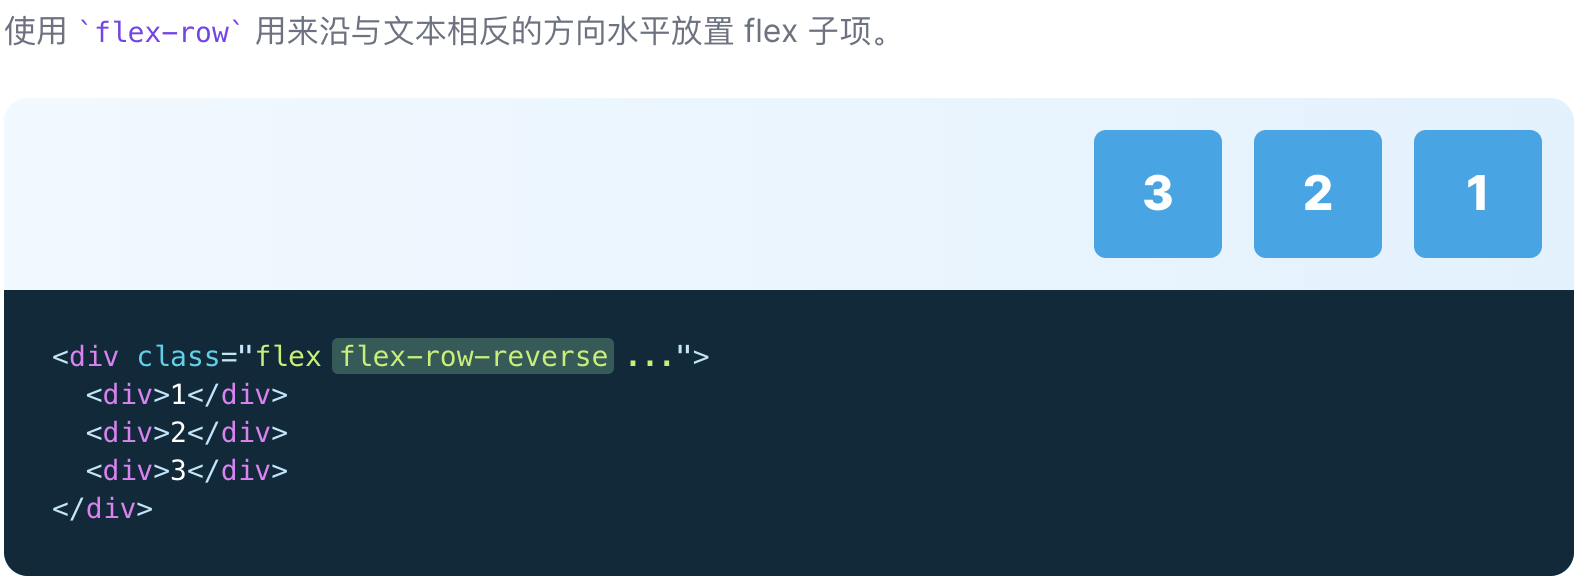 使用 `flex-row` 用来沿与文本相反的方向水平放置 flex 子项。
3 2 1
<div class="flex flex-row-reverse ...">
  <div>1</div>
  <div>2</div>
  <div>3</div>
</div>